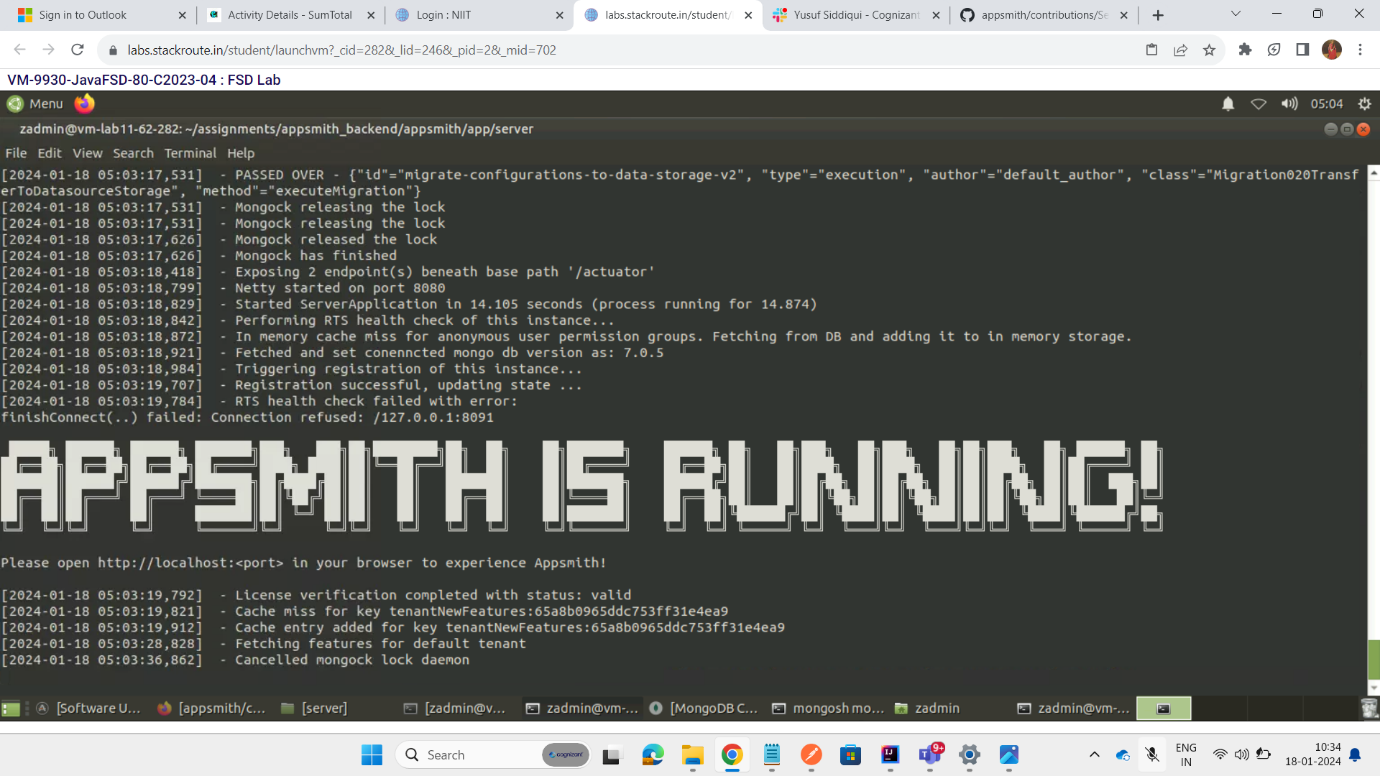 Sign in to Outlook
Activity Details - SumTotal
Login : NIIT
labs.stackroute.in/student/
Yusuf Siddiqui - Cognizant
appsmith/contributions/Se
labs.stackroute.in/student/launchvm?_cid=282&_lid=246&_pid=2&_mid=702
VM-9930-JavaFSD-80-C2023-04 : FSD Lab
Menu
05:04
zadmin@vm-lab11-62-282: ~/assignments/appsmith_backend/appsmith/app/server
File Edit View Search Terminal Help
[2024-01-18 05:03:17,531]  - PASSED OVER - {"id"="migrate-configurations-to-data-storage-v2", "type"="execution", "author"="default_author", "class"="Migration020Transf
erToDatasourceStorage", "method"="executeMigration"}
[2024-01-18 05:03:17,531]  - Mongock releasing the lock
[2024-01-18 05:03:17,531]  - Mongock releasing the lock
[2024-01-18 05:03:17,626]  - Mongock released the lock
[2024-01-18 05:03:17,626]  - Mongock has finished
[2024-01-18 05:03:18,418]  - Exposing 2 endpoint(s) beneath base path '/actuator'
[2024-01-18 05:03:18,799]  - Netty started on port 8080
[2024-01-18 05:03:18,829]  - Started ServerApplication in 14.105 seconds (process running for 14.874)
[2024-01-18 05:03:18,842]  - Performing RTS health check of this instance...
[2024-01-18 05:03:18,872]  - In memory cache miss for anonymous user permission groups. Fetching from DB and adding it to in memory storage.
[2024-01-18 05:03:18,921]  - Fetched and set conenncted mongo db version as: 7.0.5
[2024-01-18 05:03:18,984]  - Triggering registration of this instance...
[2024-01-18 05:03:19,707]  - Registration successful, updating state ...
[2024-01-18 05:03:19,784]  - RTS health check failed with error:
finishConnect(..) failed: Connection refused: /127.0.0.1:8091
APPSMITH IS RUNNING!
Please open http://localhost:<port> in your browser to experience Appsmith!
[2024-01-18 05:03:19,792]  - License verification completed with status: valid
[2024-01-18 05:03:19,821]  - Cache miss for key tenantNewFeatures:65a8b0965ddc753ff31e4ea9
[2024-01-18 05:03:19,912]  - Cache entry added for key tenantNewFeatures:65a8b0965ddc753ff31e4ea9
[2024-01-18 05:03:28,828]  - Fetching features for default tenant
[2024-01-18 05:03:36,862]  - Cancelled mongock lock daemon
[Software U... [appsmith/c... [server] [zadmin@v... zadmin@vm-... [MongoDB C... mongosh mo... zadmin zadmin@vm-...
Search
cognizant
9+
ENG
IN
10:34
18-01-2024